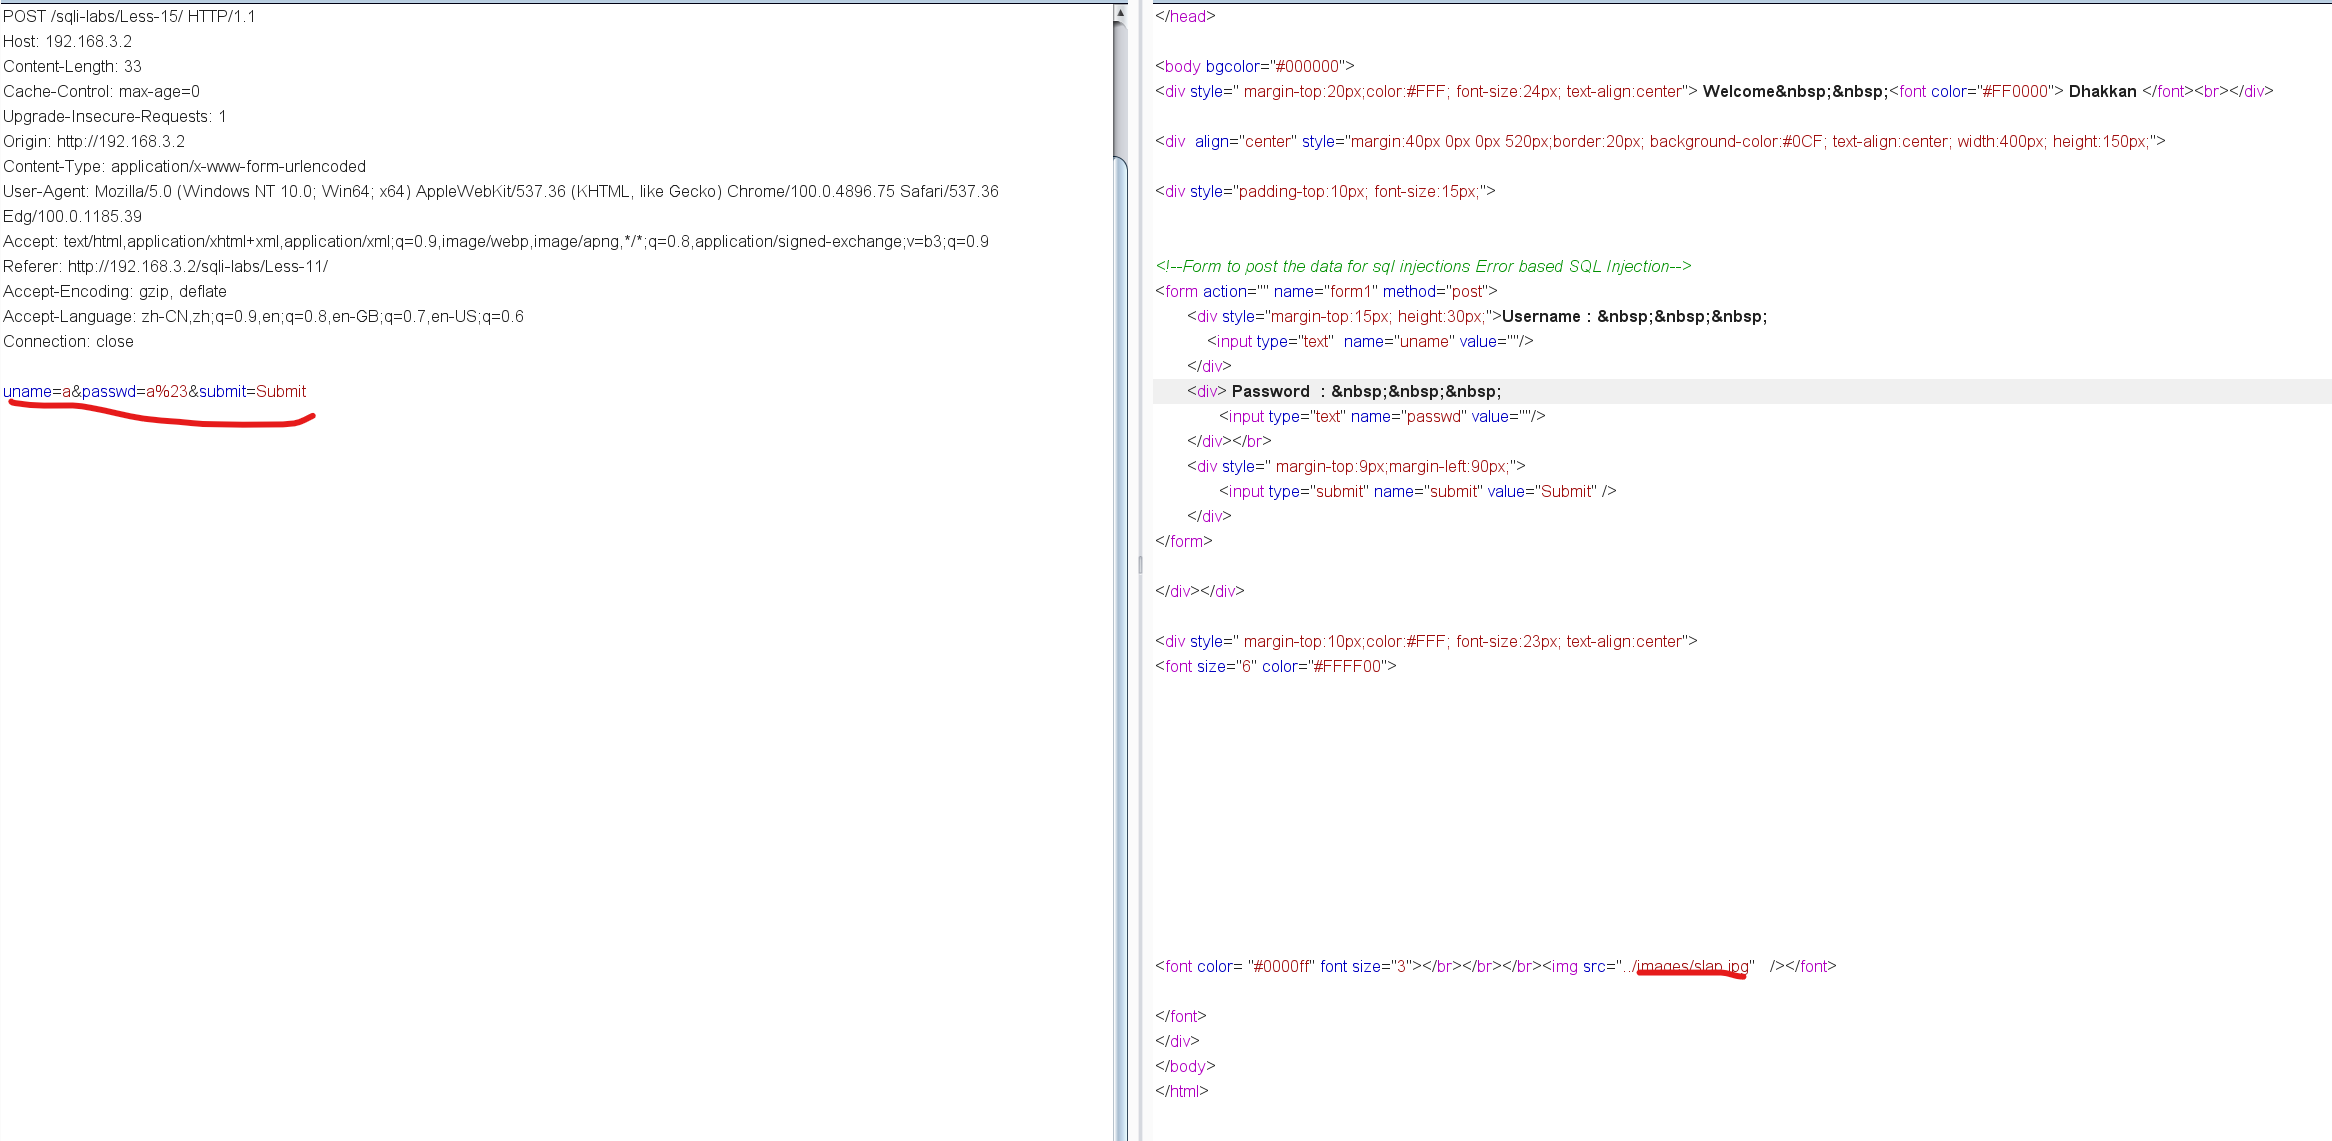 POST /sqli-labs/Less-15/ HTTP/1.1
Host: 192.168.3.2
Content-Length: 33
Cache-Control: max-age=0
Upgrade-Insecure-Requests: 1
Origin: http://192.168.3.2
Content-Type: application/x-www-form-urlencoded
User-Agent: Mozilla/5.0 (Windows NT 10.0; Win64; x64) AppleWebKit/537.36 (KHTML, like Gecko) Chrome/100.0.4896.75 Safari/537.36
Edg/100.0.1185.39
Accept: text/html,application/xhtml+xml,application/xml;q=0.9,image/webp,image/apng,*/*;q=0.8,application/signed-exchange;v=b3;q=0.9
Referer: http://192.168.3.2/sqli-labs/Less-11/
Accept-Encoding: gzip, deflate
Accept-Language: zh-CN,zh;q=0.9,en;q=0.8,en-GB;q=0.7,en-US;q=0.6
Connection: close
uname=a&passwd=a%23&submit=Submit
</head>
<body bgcolor="#000000">
<div style=" margin-top:20px;color:#FFF; font-size:24px; text-align:center"> Welcome&nbsp;&nbsp;<font color="#FF0000"> Dhakkan </font><br></div>
<div  align="center" style="margin:40px 0px 0px 520px;border:20px; background-color:#0CF; text-align:center; width:400px; height:150px;">
<div style="padding-top:10px; font-size:15px;">
<!--Form to post the data for sql injections Error based SQL Injection-->
<form action="" name="form1" method="post">
<div style="margin-top:15px; height:30px;">Username : &nbsp;&nbsp;&nbsp;
<input type="text"  name="uname" value=""/>
</div>
<div> Password  : &nbsp;&nbsp;&nbsp;
<input type="text" name="passwd" value=""/>
</div></br>
<div style=" margin-top:9px;margin-left:90px;">
<input type="submit" name="submit" value="Submit" />
</div>
</form>
</div></div>
<div style=" margin-top:10px;color:#FFF; font-size:23px; text-align:center">
<font size="6" color="#FFFF00">
<font color= "#0000ff" font size="3"></br></br></br><img src="../images/slap.jpg"   /></font>
</font>
</div>
</body>
</html>